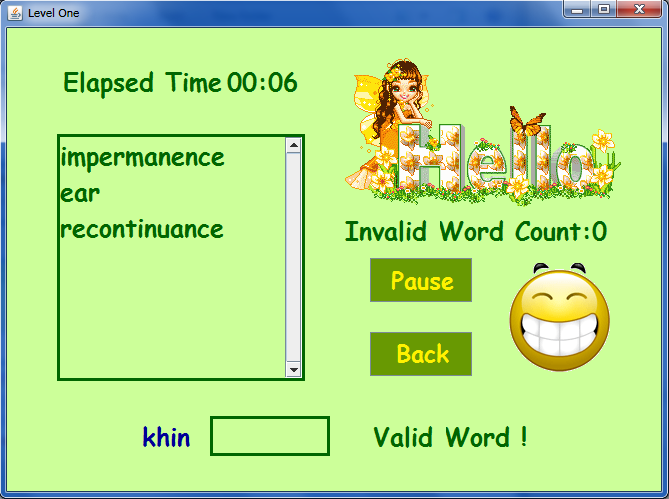 Level One
Elapsed Time 00:06
Hello
impermanence
ear
recontinuance
Invalid Word Count:0
Pause
Back
khin
Valid Word !